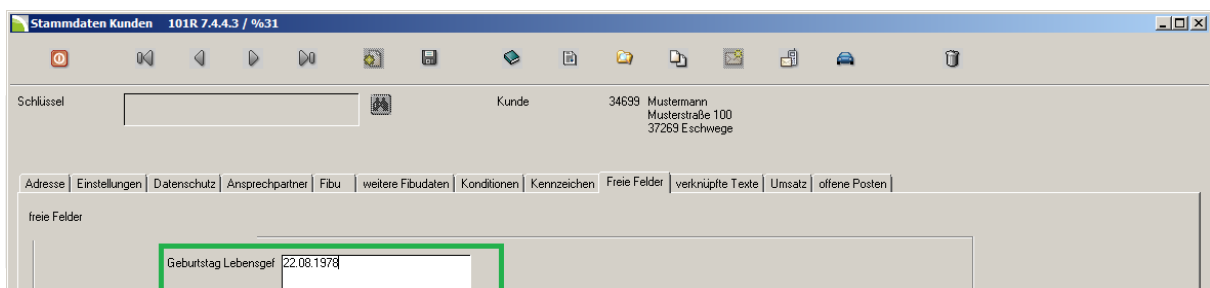 Stammdaten Kunden 101R 7.4.4.3 / %31
Schlüssel
Kunde
34699 Mustermann
Musterstraße 100
37269 Eschwege
Adresse Einstellungen Datenschutz Ansprechpartner Fibu weitere Fibudaten Konditionen Kennzeichen Freie Felder verknüpfte Texte Umsatz offene Posten
freie Felder
Geburtstag Lebensgef 22.08.1978